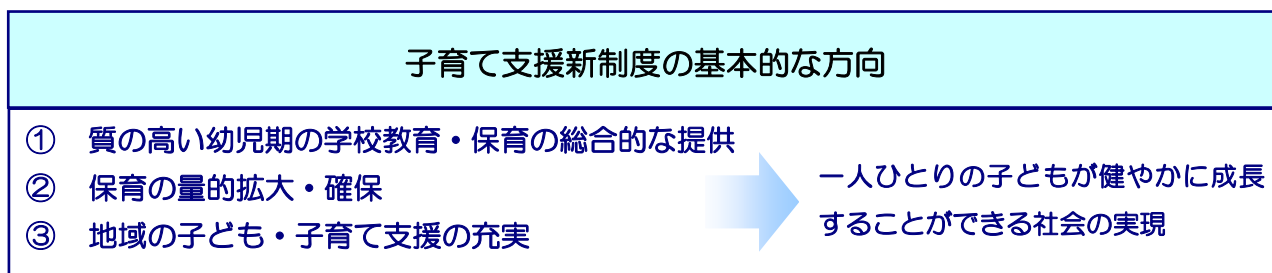 子育て支援新制度の基本的な方向
① 質の高い幼児期の学校教育・保育の総合的な提供
② 保育の量的拡大・確保
③ 地域の子ども・子育て支援の充実
一人ひとりの子どもが健やかに成長
することができる社会の実現